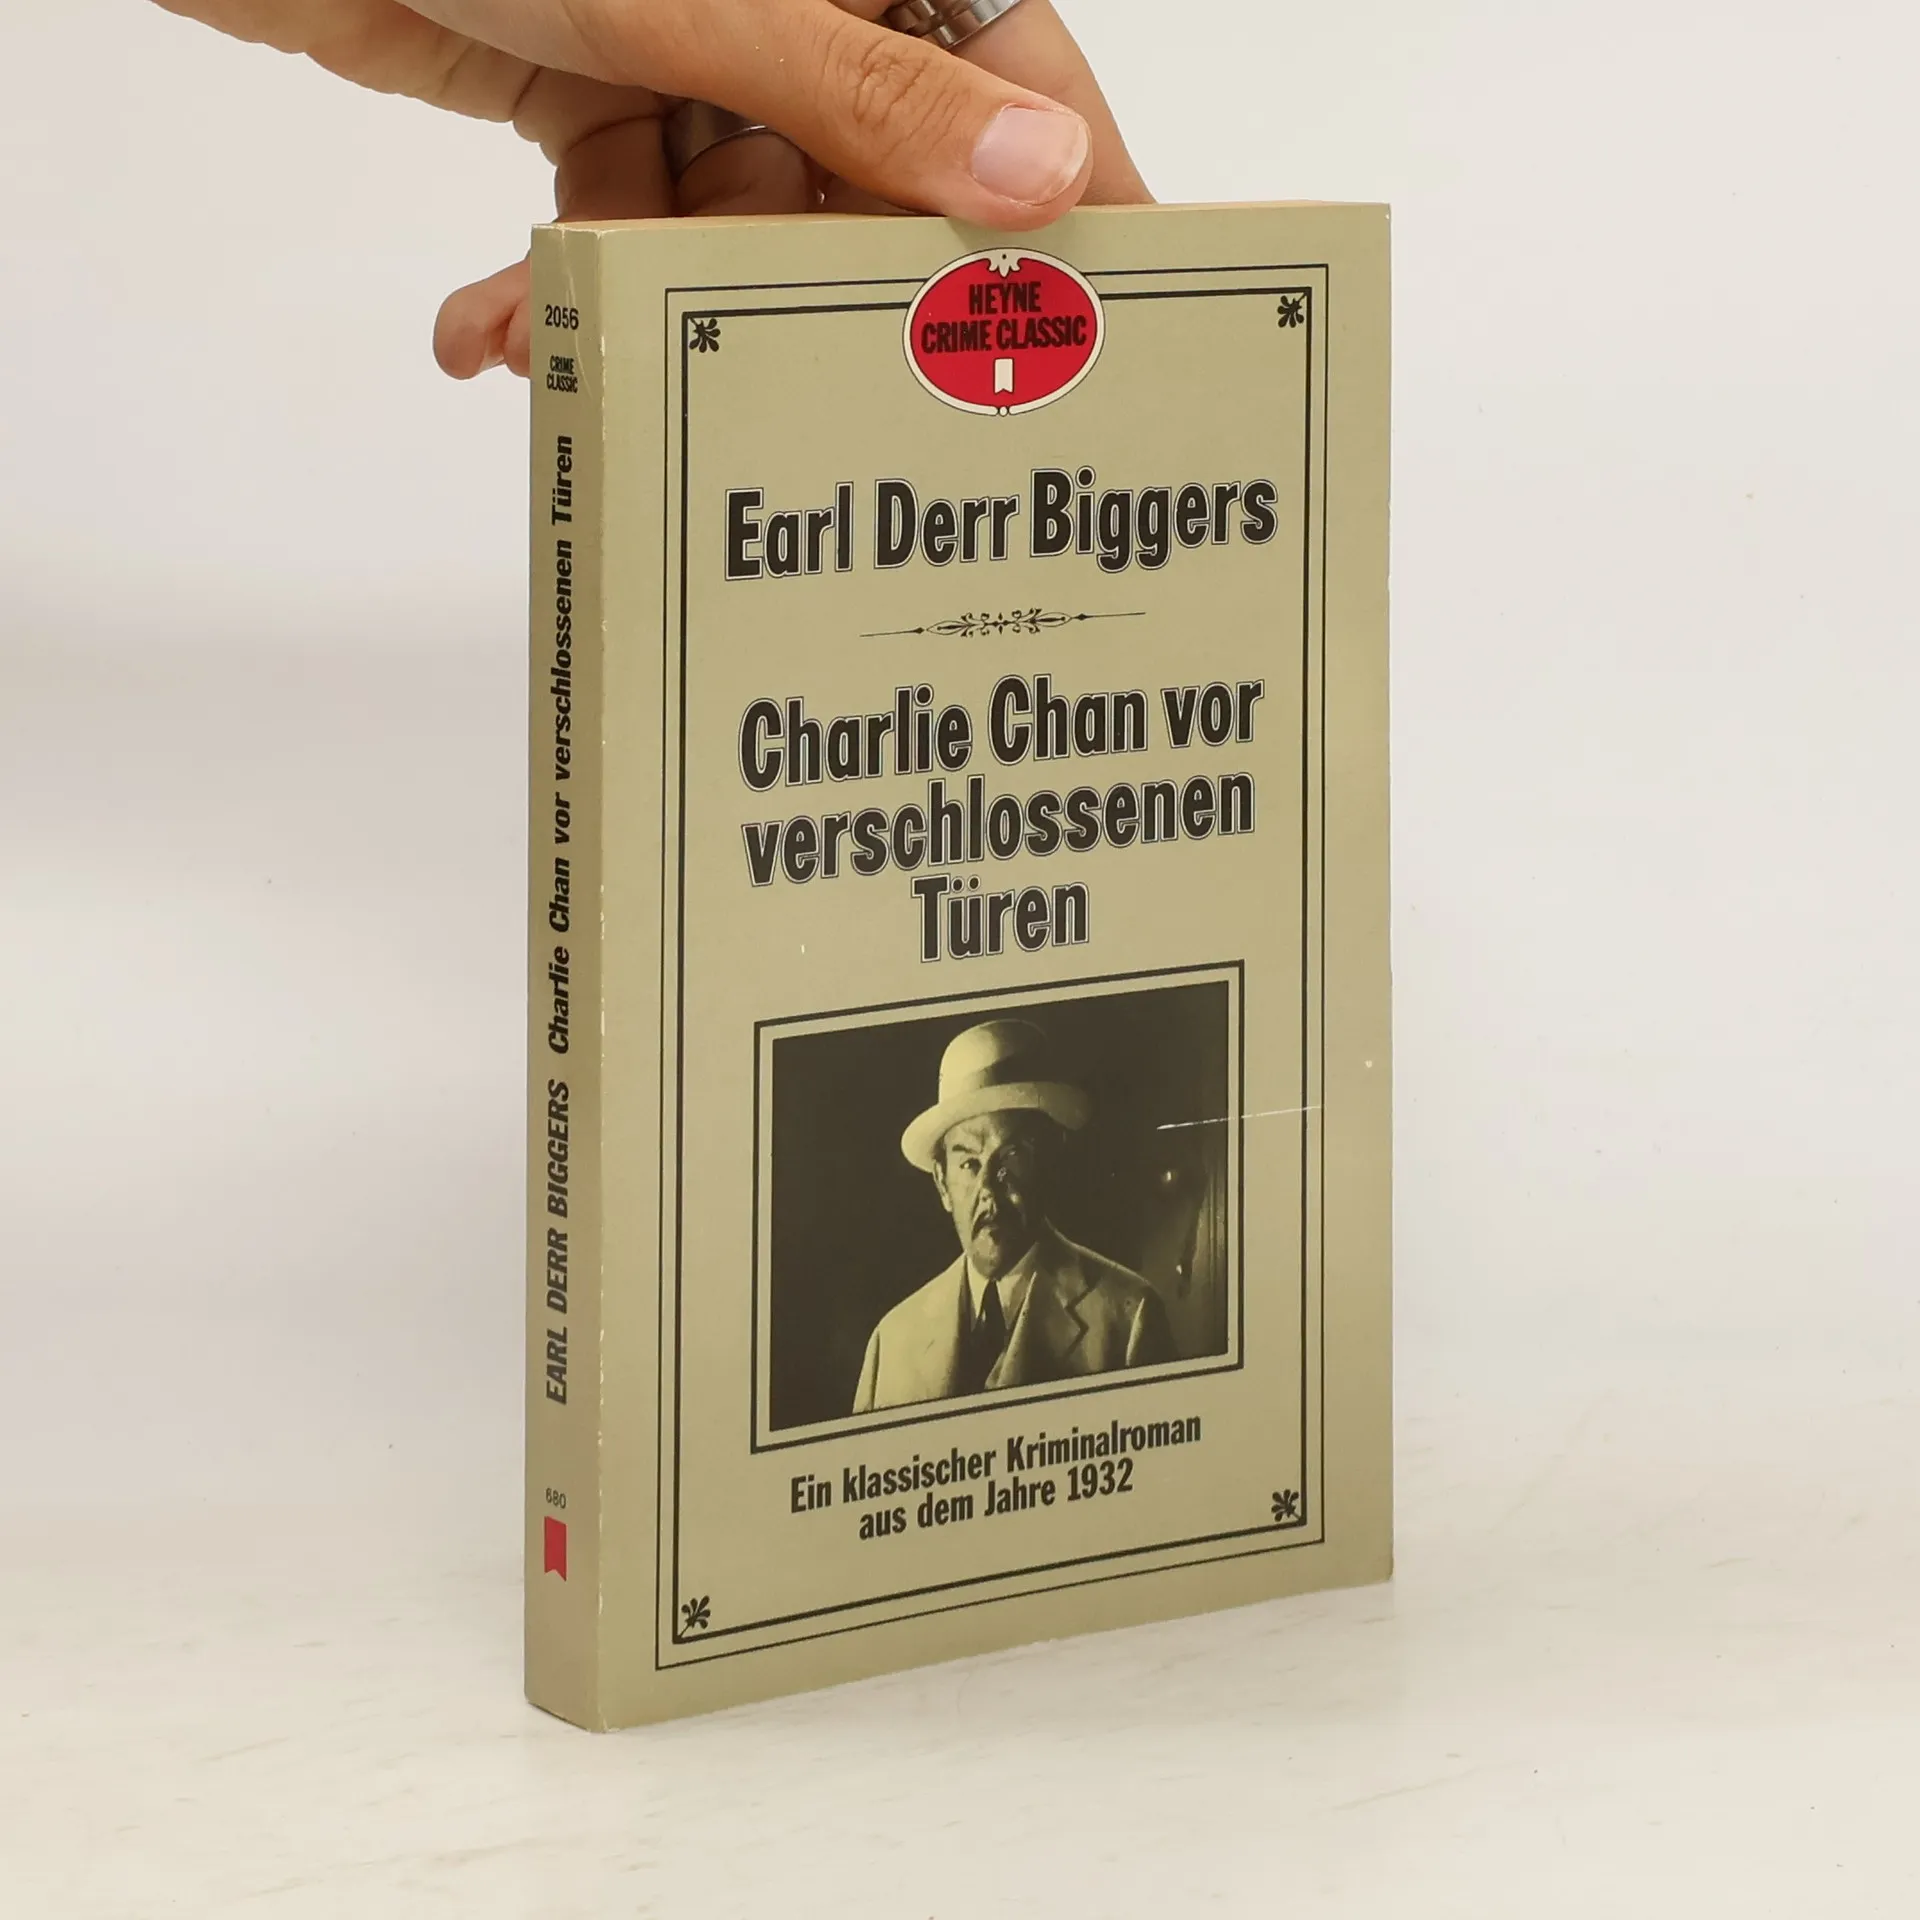 2056
CRIME
CLASSIC
EARL DERR BIGGERS Charlie Chan vor verschlossenen Türen
680
HEYNE
CRIME CLASSIC
Earl Derr Biggers
Charlie Chan vor
verschlossenen
Türen
Ein klassischer Kriminalroman
aus dem Jahre 1932